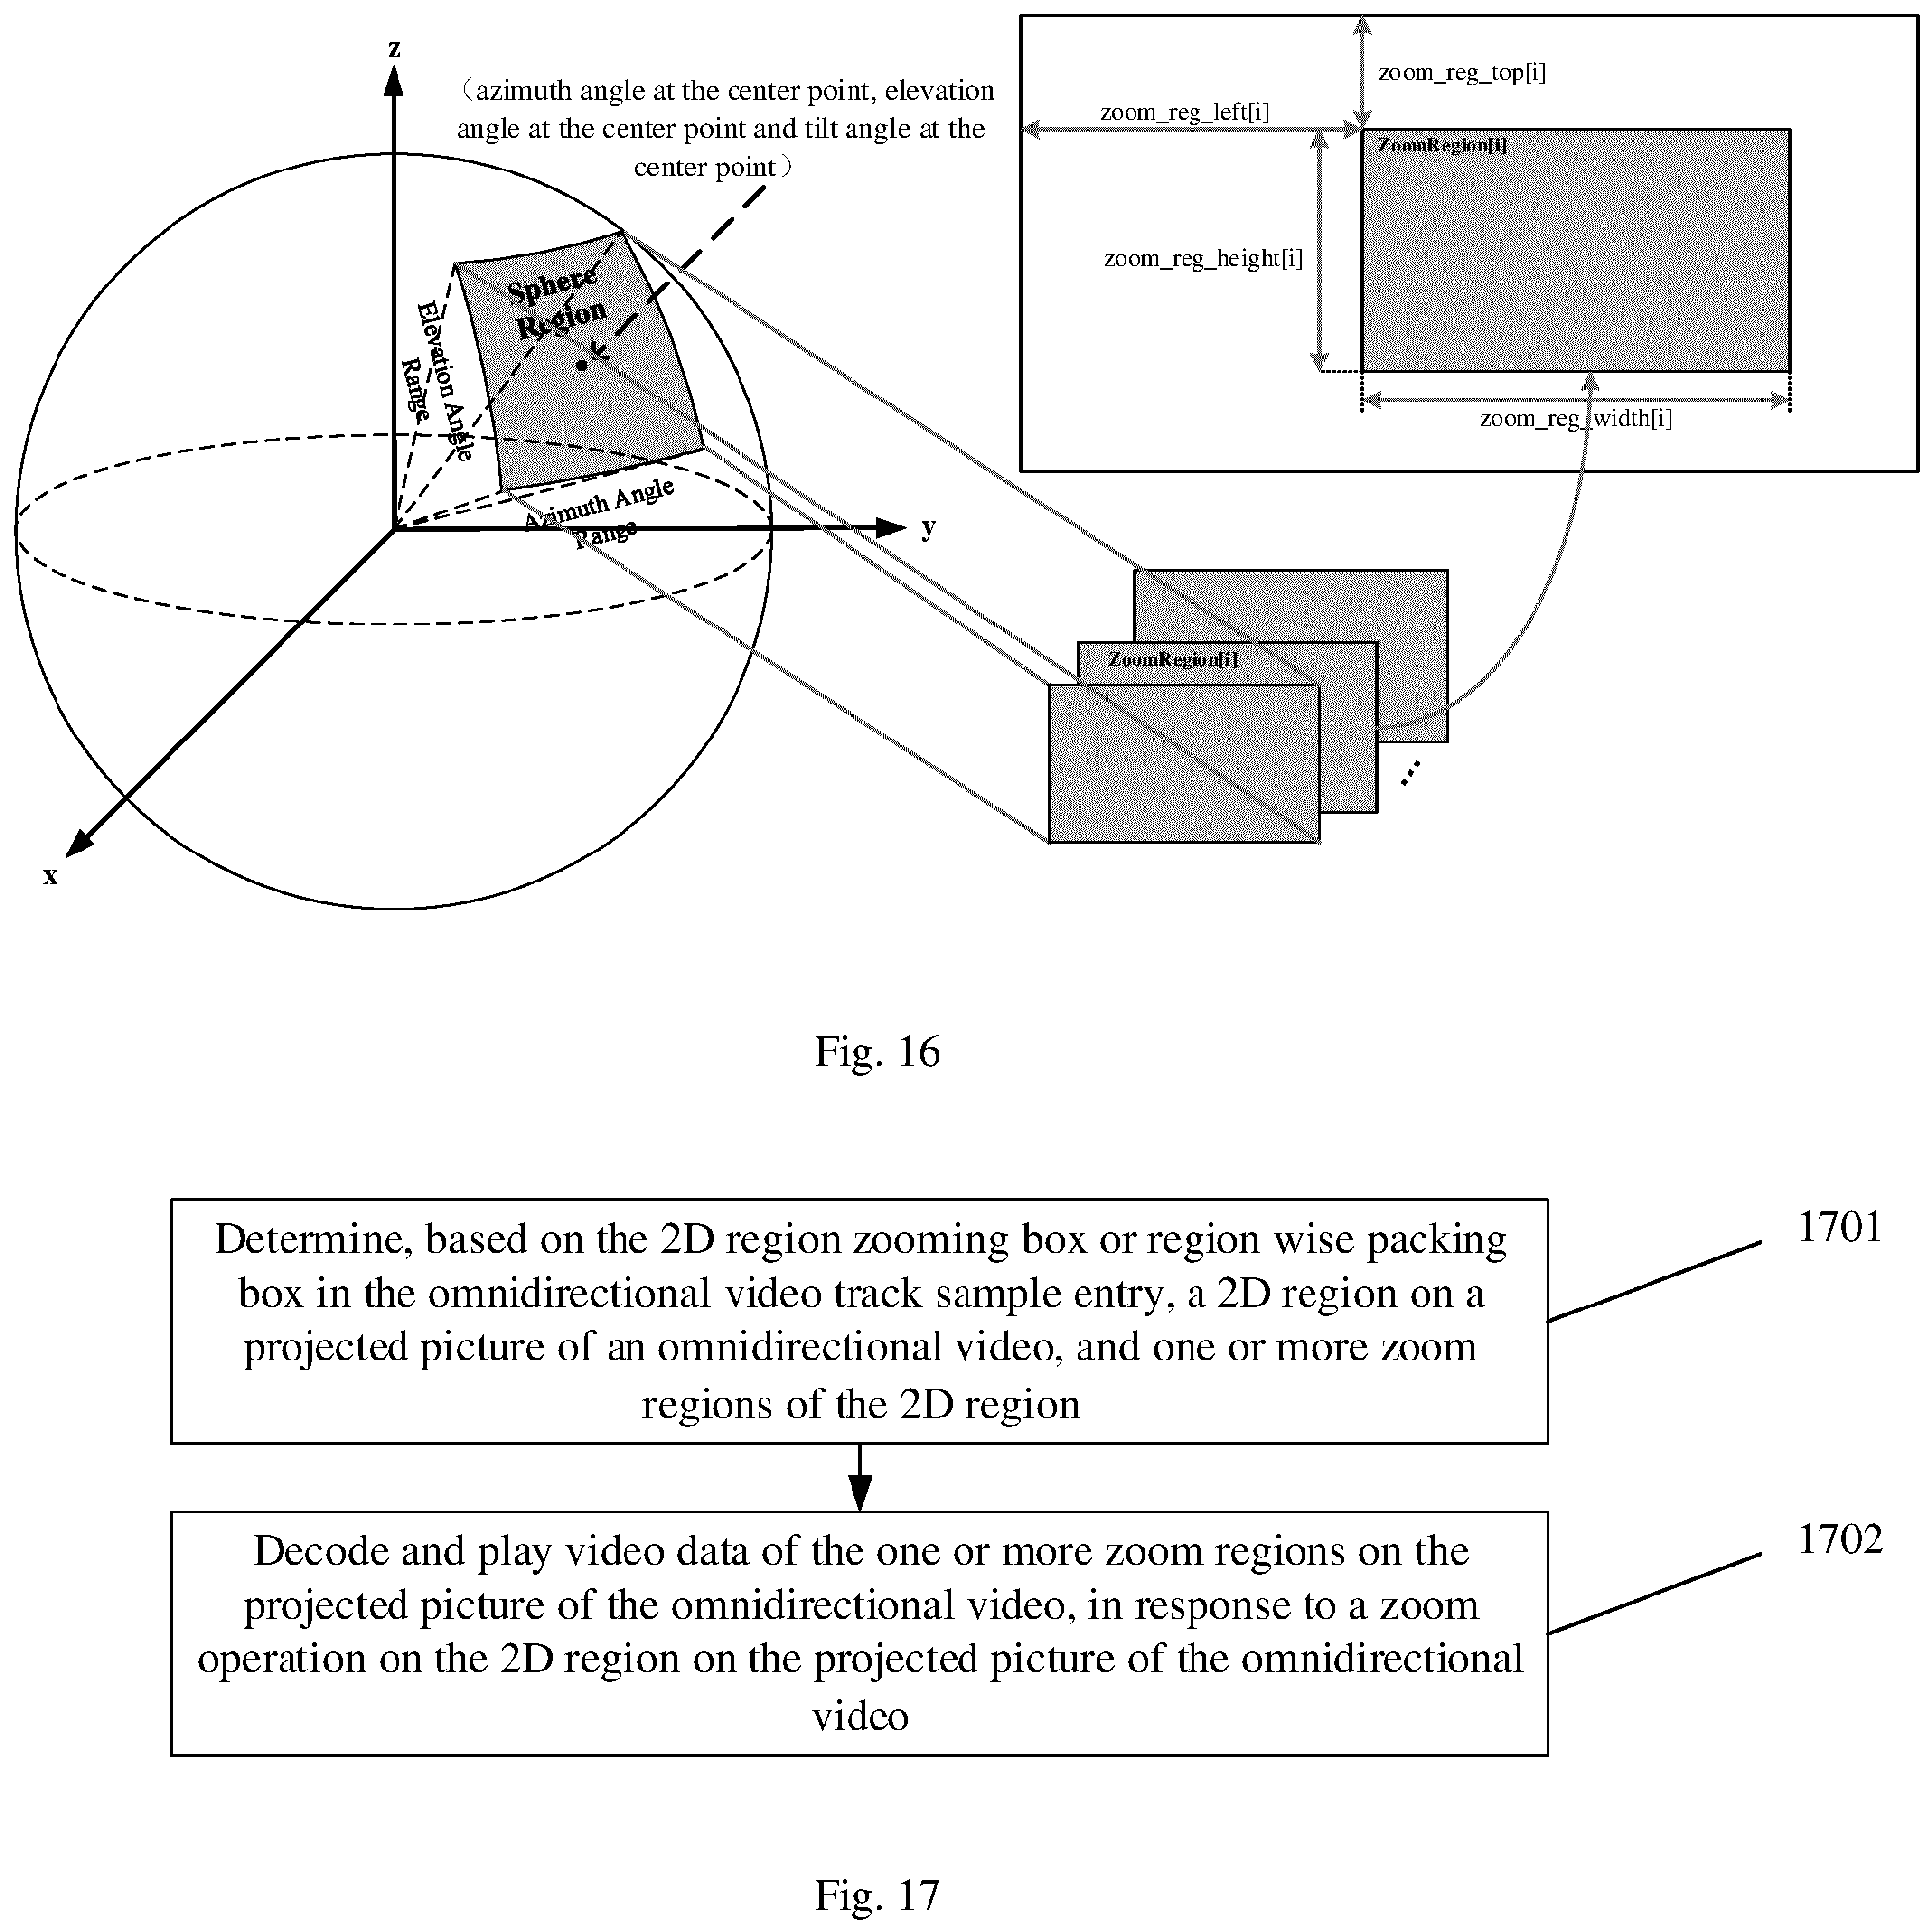 z
（azimuth angle at the center point, elevation
angle at the center point and tilt angle at the
center point）
zoom_reg_top[i]
zoom_reg_left[i]
ZoomRegion[i]
zoom_reg_height[i]
zoom_reg_width[i]
Sphere
Region
Elevation Angle
Range
Azimuth Angle
Range
y
x
ZoomRegion[i]
Fig. 16
Determine, based on the 2D region zooming box or region wise packing
box in the omnidirectional video track sample entry, a 2D region on a
projected picture of an omnidirectional video, and one or more zoom
regions of the 2D region
1701
Decode and play video data of the one or more zoom regions on the
projected picture of the omnidirectional video, in response to a zoom
operation on the 2D region on the projected picture of the omnidirectional
video
1702
Fig. 17